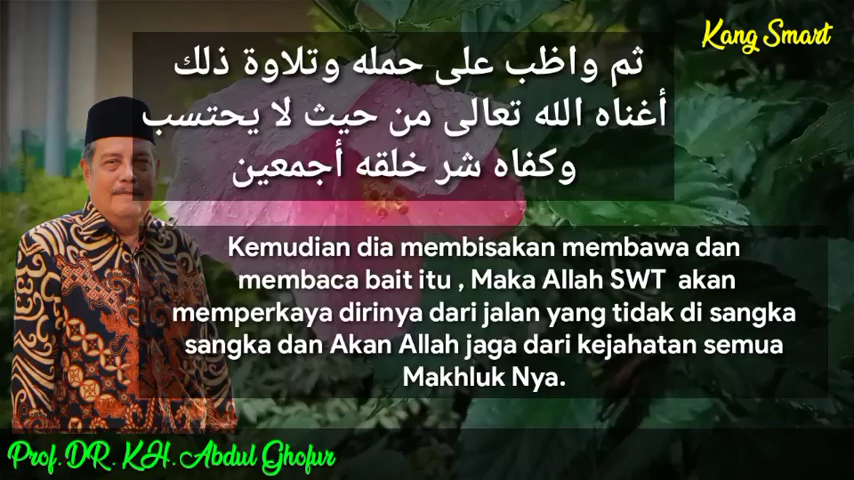 Kang Smart
ثم واظب على حمله وتلاوة ذلك
أغناه الله تعالى من حيث لا يحتسب
وكفاه شر خلقه أجمعين
Kemudian dia membisakan membawa dan
membaca bait itu , Maka Allah SWT akan
memperkaya dirinya dari jalan yang tidak di sangka
sangka dan Akan Allah jaga dari kejahatan semua
Makhluk Nya.
Prof. DR. KH. Abdul Ghofur